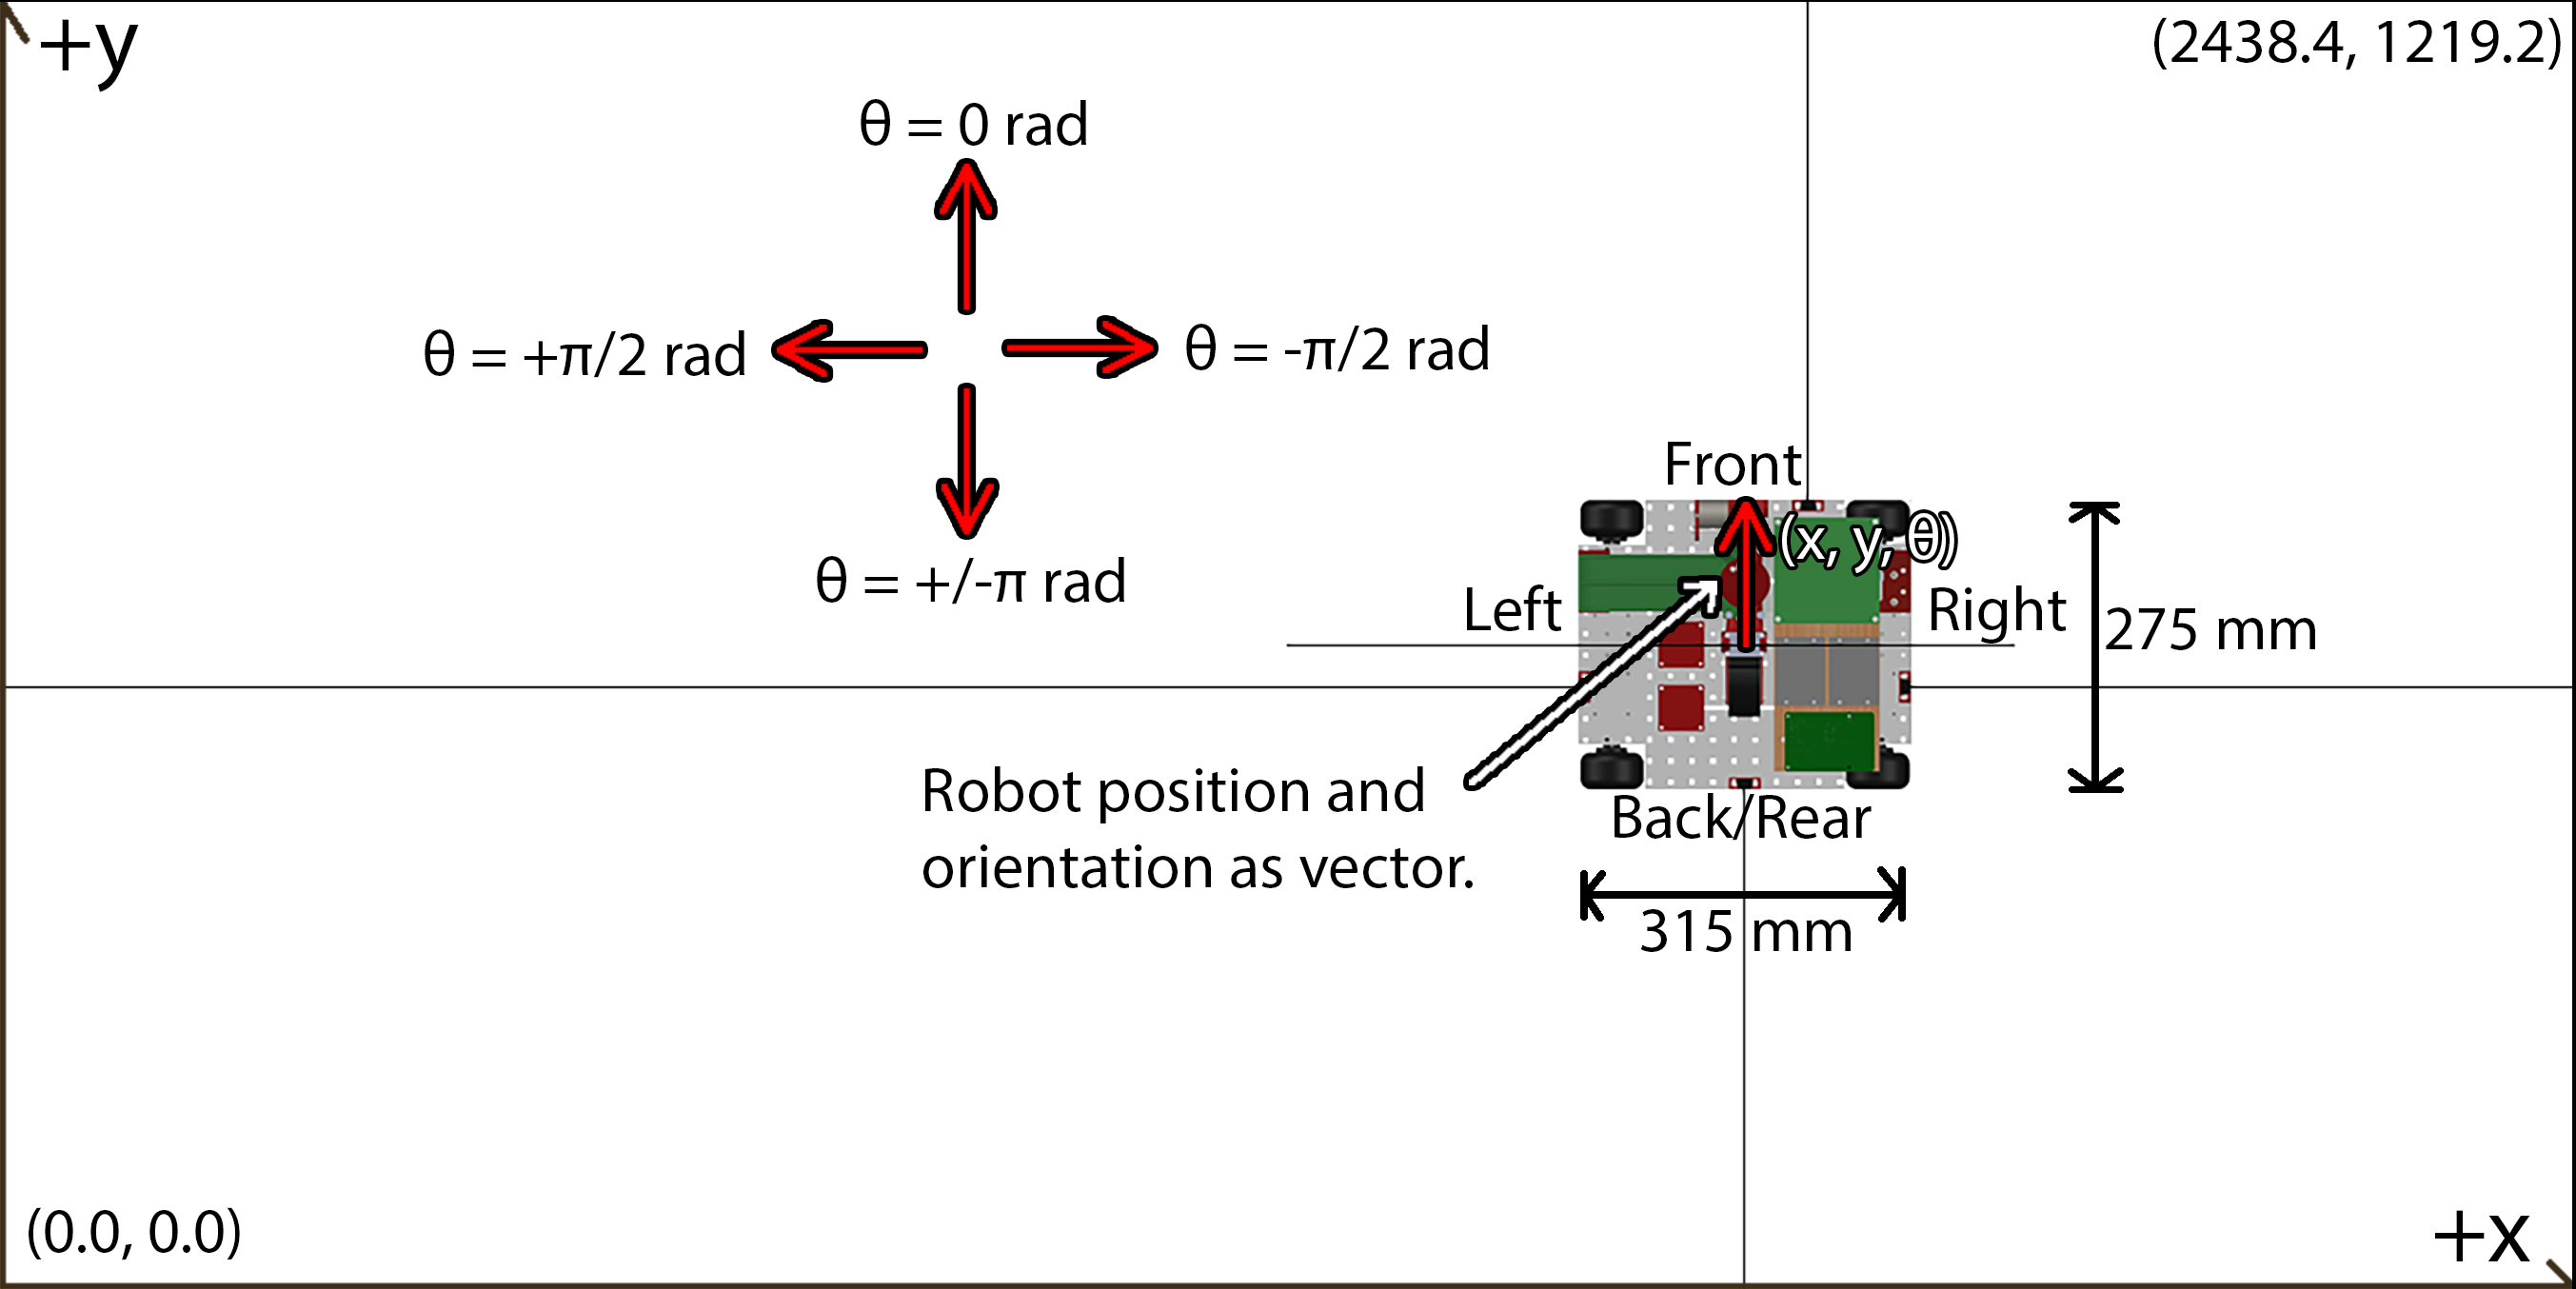 +y
(2438.4, 1219.2)
θ = 0 rad
θ = +π/2 rad
θ = -π/2 rad
θ = +/-π rad
Front
(x, y, θ)
Left
Right
275 mm
Robot position and
orientation as vector.
Back/Rear
315 mm
(0.0, 0.0)
+x